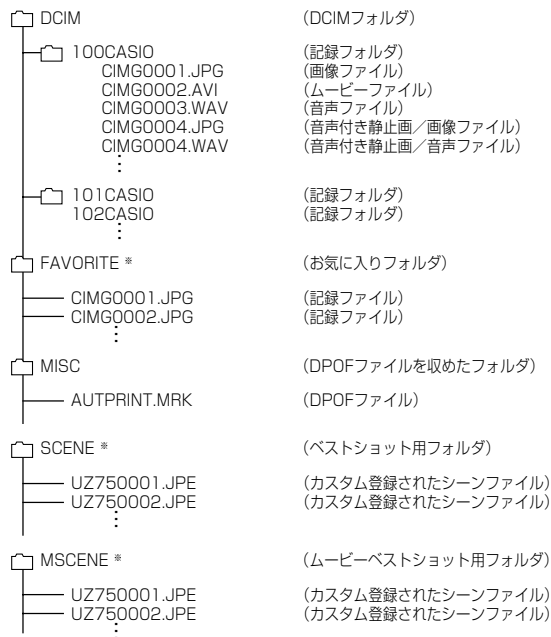 DCIM （DCIMフォルダ）
100CASIO （記録フォルダ）
CIMG0001.JPG （画像ファイル）
CIMG0002.AVI （ムービーファイル）
CIMG0003.WAV （音声ファイル）
CIMG0004.JPG （音声付き静止画／画像ファイル）
CIMG0004.WAV （音声付き静止画／音声ファイル）
⋮
101CASIO （記録フォルダ）
102CASIO （記録フォルダ）
⋮
FAVORITE ※ （お気に入りフォルダ）
CIMG0001.JPG （記録ファイル）
CIMG0002.JPG （記録ファイル）
⋮
MISC （DPOFファイルを収めたフォルダ）
AUTPRINT.MRK （DPOFファイル）
SCENE ※ （ベストショット用フォルダ）
UZ750001.JPE （カスタム登録されたシーンファイル）
UZ750002.JPE （カスタム登録されたシーンファイル）
⋮
MSCENE ※ （ムービーベストショット用フォルダ）
UZ750001.JPE （カスタム登録されたシーンファイル）
UZ750002.JPE （カスタム登録されたシーンファイル）
⋮